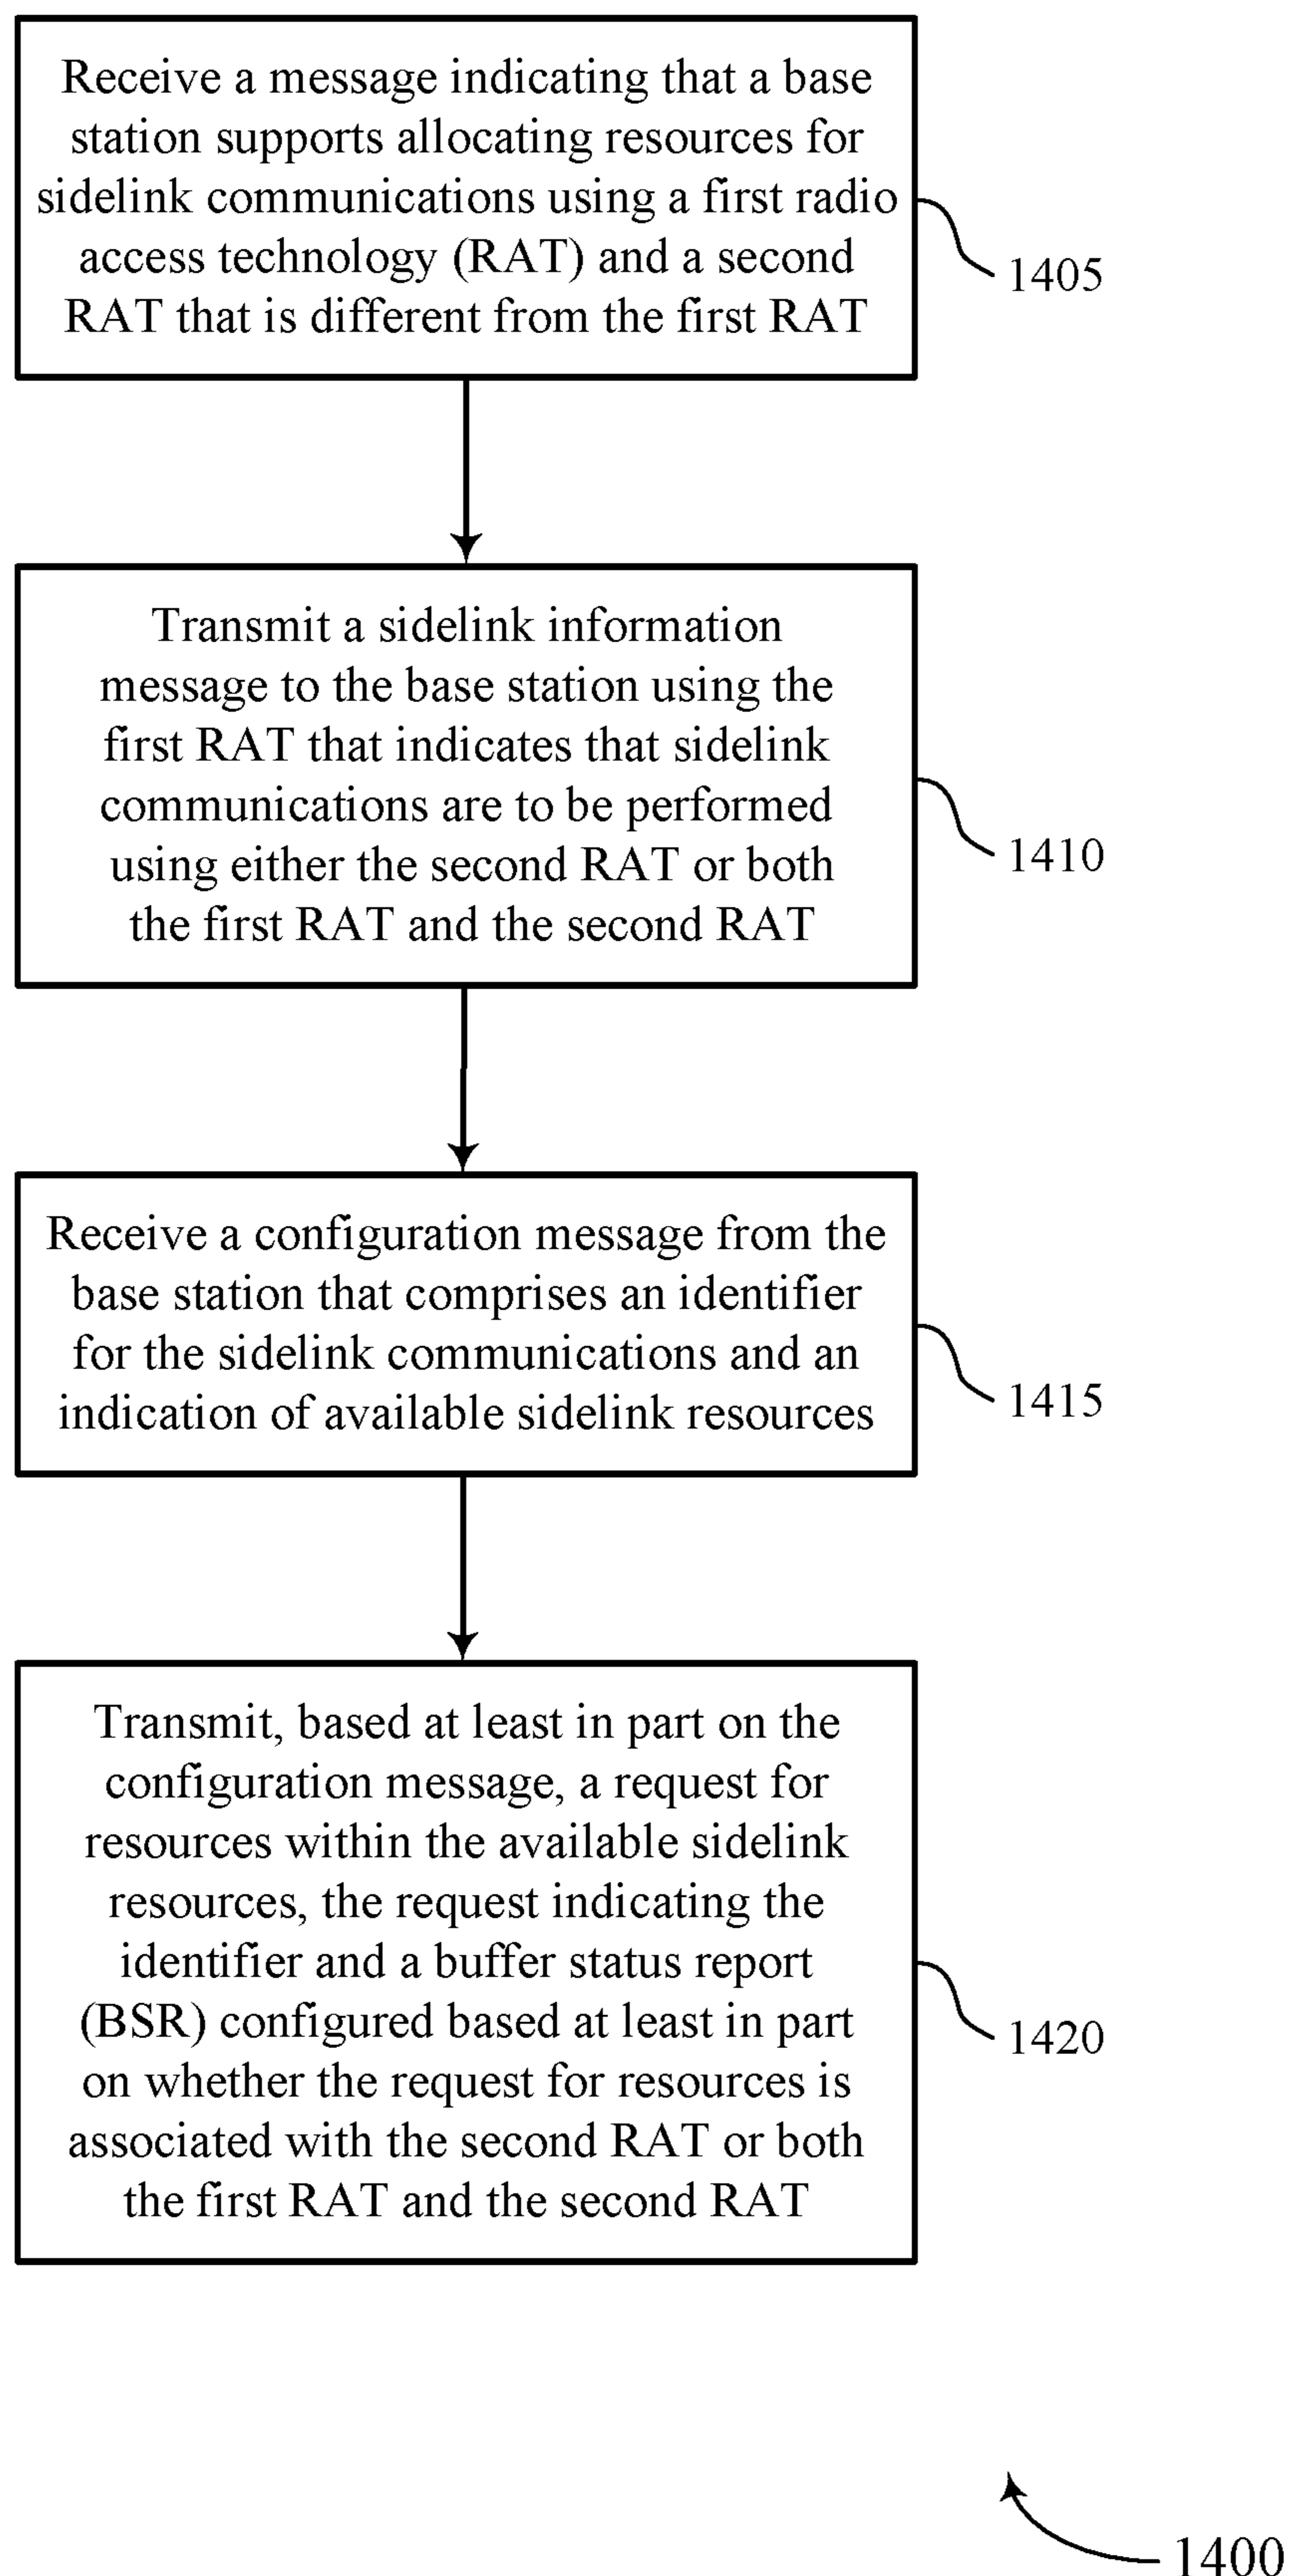 Receive a message indicating that a base
station supports allocating resources for
sidelink communications using a first radio
access technology (RAT) and a second
RAT that is different from the first RAT
1405
Transmit a sidelink information
message to the base station using the
first RAT that indicates that sidelink
communications are to be performed
using either the second RAT or both
the first RAT and the second RAT
1410
Receive a configuration message from the
base station that comprises an identifier
for the sidelink communications and an
indication of available sidelink resources
1415
Transmit, based at least in part on the
configuration message, a request for
resources within the available sidelink
resources, the request indicating the
identifier and a buffer status report
(BSR) configured based at least in part
on whether the request for resources is
associated with the second RAT or both
the first RAT and the second RAT
1420
1400